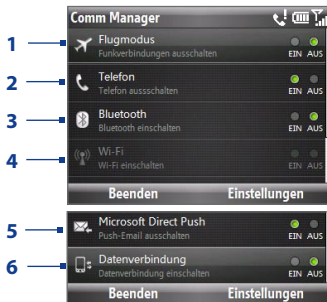 Comm Manager
1 Flugmodus
Funkverbindungen ausschalten
EIN AUS
2 Telefon
Telefon aussschalten
EIN AUS
3 Bluetooth
Bluetooth einschalten
EIN AUS
4 Wi-Fi
Wi-Fi einschalten
EIN AUS
Beenden Einstellungen
5 Microsoft Direct Push
Push-Email ausschalten
EIN AUS
6 Datenverbindung
Datenverbindung einschalten
EIN AUS
Beenden Einstellungen